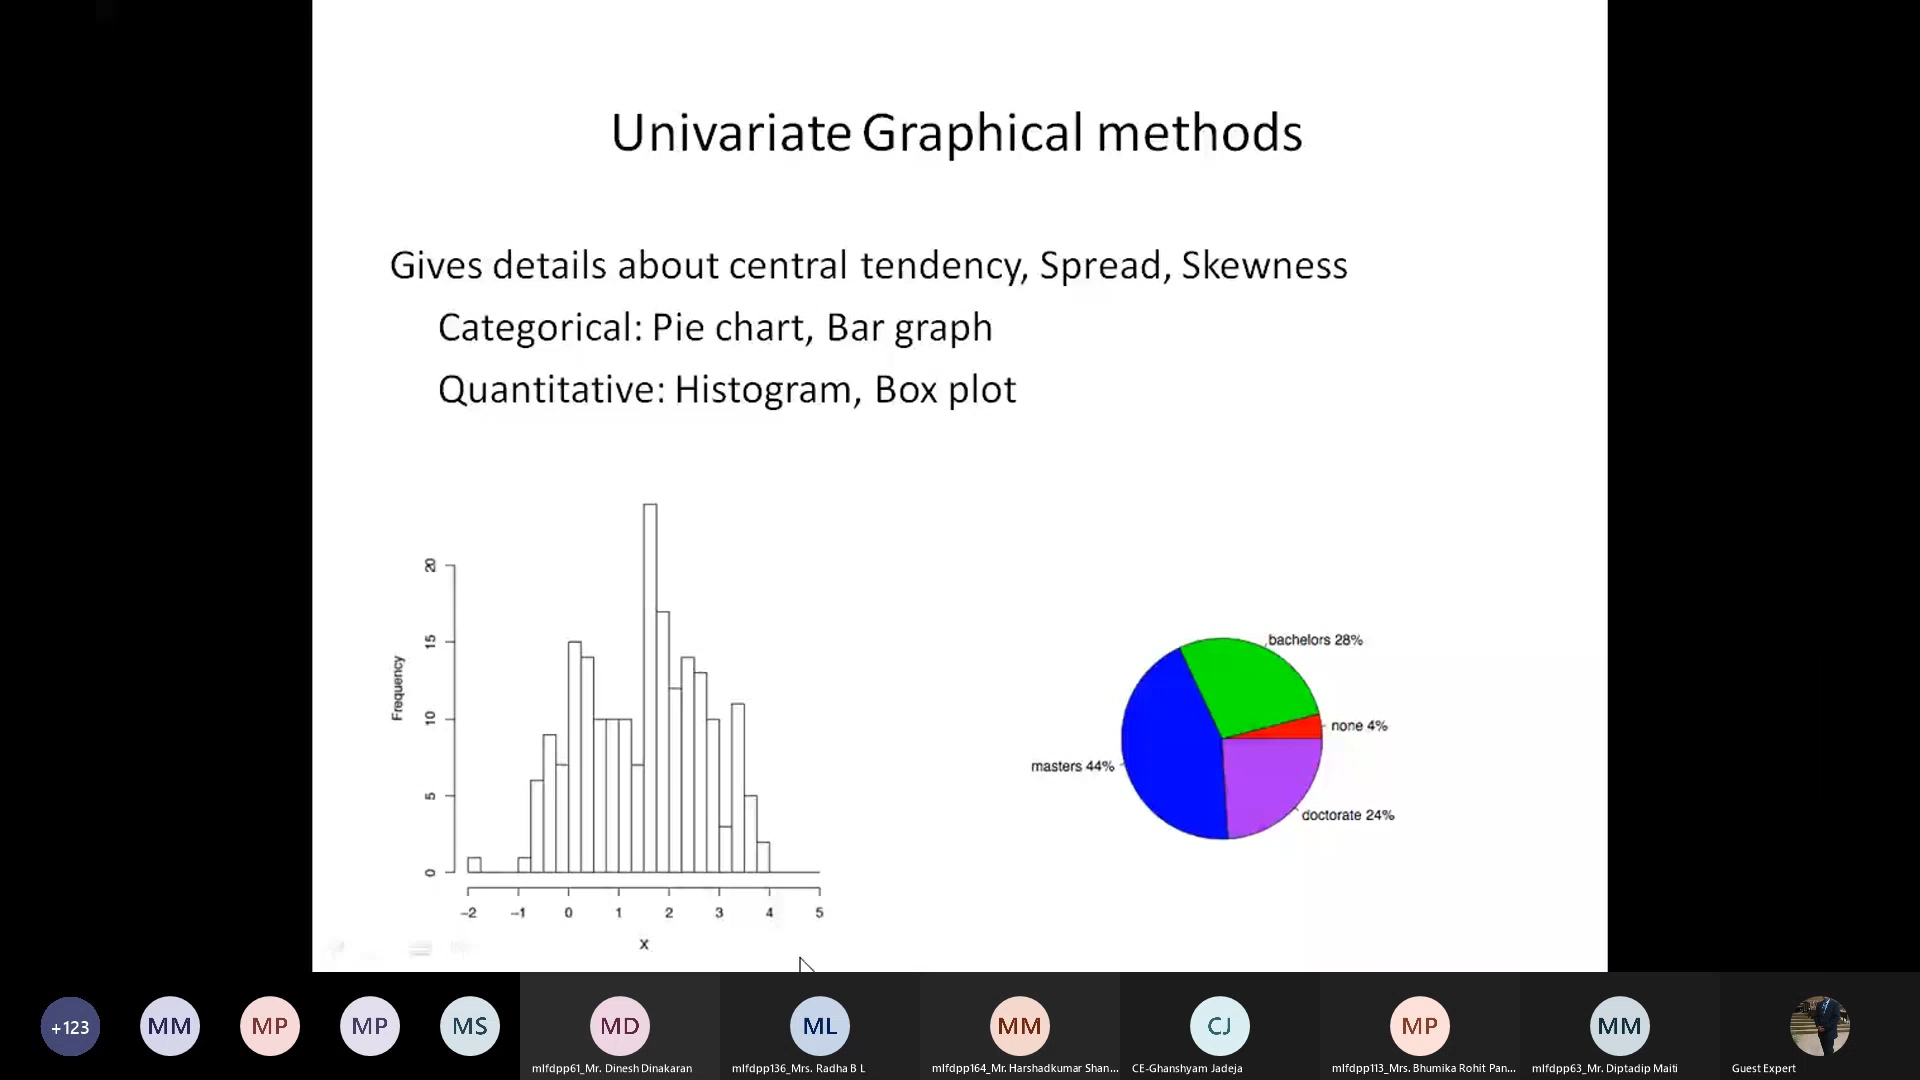 Univariate Graphical methods
Gives details about central tendency, Spread, Skewness
Categorical: Pie chart, Bar graph
Quantitative: Histogram, Box plot
Frequency
20
15
10
5
0
-2 -1 0 1 2 3 4 5
X
bachelors 28%
none 4%
masters 44%
doctorate 24%
+123
MM
MP
MP
MS
MD
ML
MM
CJ
MP
MM
mlfdpp61_Mr. Dinesh Dinakaran
mlfdpp136_Mrs. Radha B L
mlfdpp164_Mr. Harshadkumar Shan...
CE-Ghanshyam Jadeja
mlfdpp113_Mrs. Bhumika Rohit Pan...
mlfdpp63_Mr. Diptadip Maiti
Guest Expert